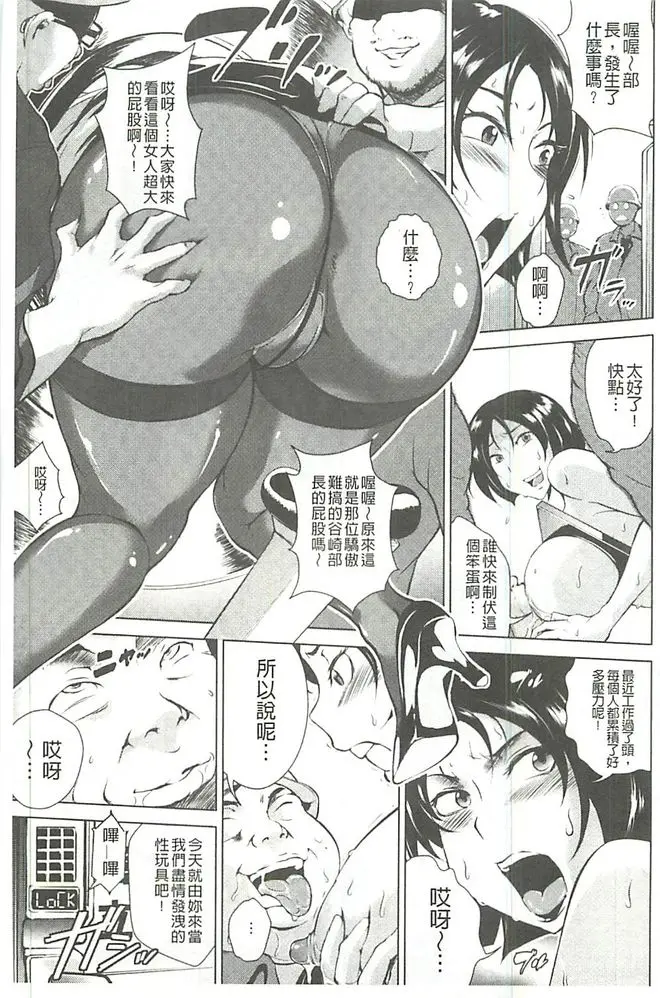 喔喔～部
長，發生了
什麼事嗎？
啊啊…
哎呀～…大家快來
看看這個女人超大
的屁股啊～！
什麼…？
哎呀～…
太好了！
快點…
誰快來制伏這
個笨蛋啊…
喔喔～原來這
就是那位驕傲
難搞的谷崎部
長的屁股嗎～
最近工作過了頭，
每個人都累積了好
多壓力呢！
哎呀～…
所以說呢…
ニャッ
哎呀
～…
今天就由妳來當
我們盡情發洩的
性玩具吧！
嗶—嗶
LoCK